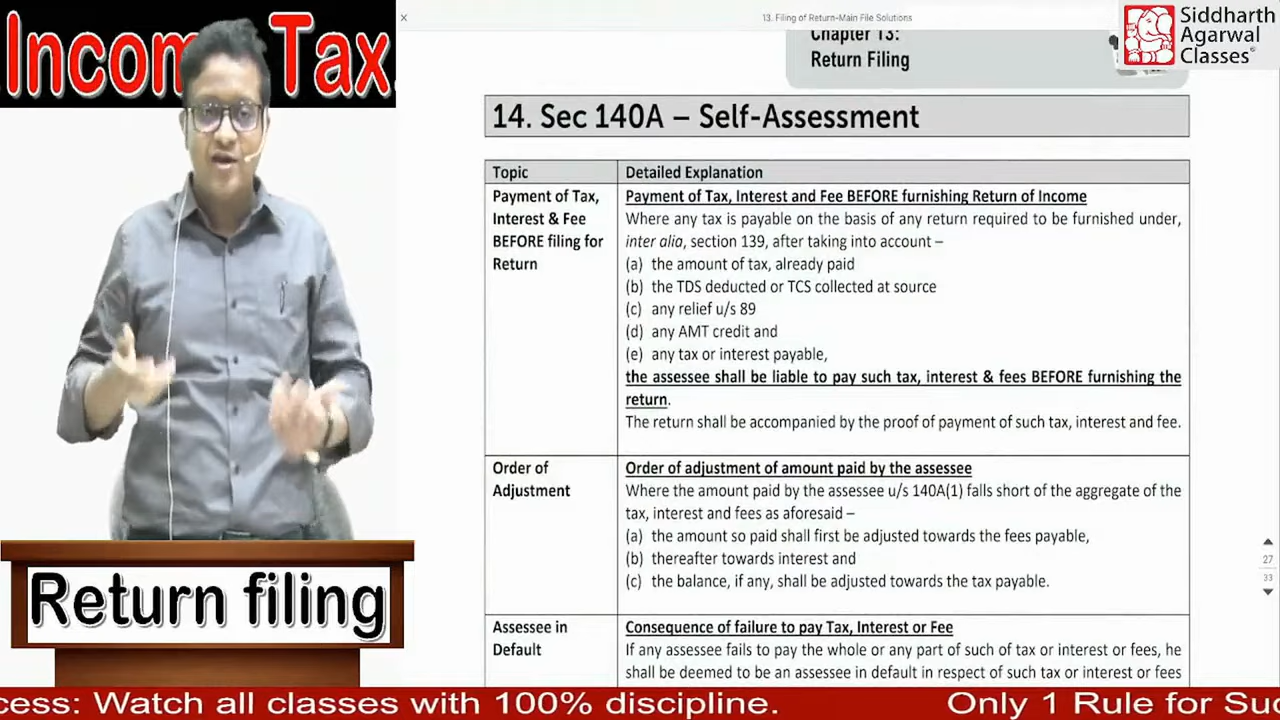 Income Tax.
13. Filing of Return-Main File Solutions
Siddharth
Agarwal
Classes®
Chapter 13:
Return Filing
14. Sec 140A – Self-Assessment
Topic
Detailed Explanation
Payment of Tax,
Interest & Fee
BEFORE filing for
Return
Payment of Tax, Interest and Fee BEFORE furnishing Return of Income
Where any tax is payable on the basis of any return required to be furnished under,
inter alia, section 139, after taking into account –
(a) the amount of tax, already paid
(b) the TDS deducted or TCS collected at source
(c) any relief u/s 89
(d) any AMT credit and
(e) any tax or interest payable,
the assessee shall be liable to pay such tax, interest & fees BEFORE furnishing the
return.
The return shall be accompanied by the proof of payment of such tax, interest and fee.
Order of
Adjustment
Order of adjustment of amount paid by the assessee
Where the amount paid by the assessee u/s 140A(1) falls short of the aggregate of the
tax, interest and fees as aforesaid –
(a) the amount so paid shall first be adjusted towards the fees payable,
(b) thereafter towards interest and
(c) the balance, if any, shall be adjusted towards the tax payable.
Assessee in
Default
Consequence of failure to pay Tax, Interest or Fee
If any assessee fails to pay the whole or any part of such of tax or interest or fees, he
shall be deemed to be an assessee in default in respect of such tax or interest or fees
27
33
Return filing
cess: Watch all classes with 100% discipline. Only 1 Rule for Suc